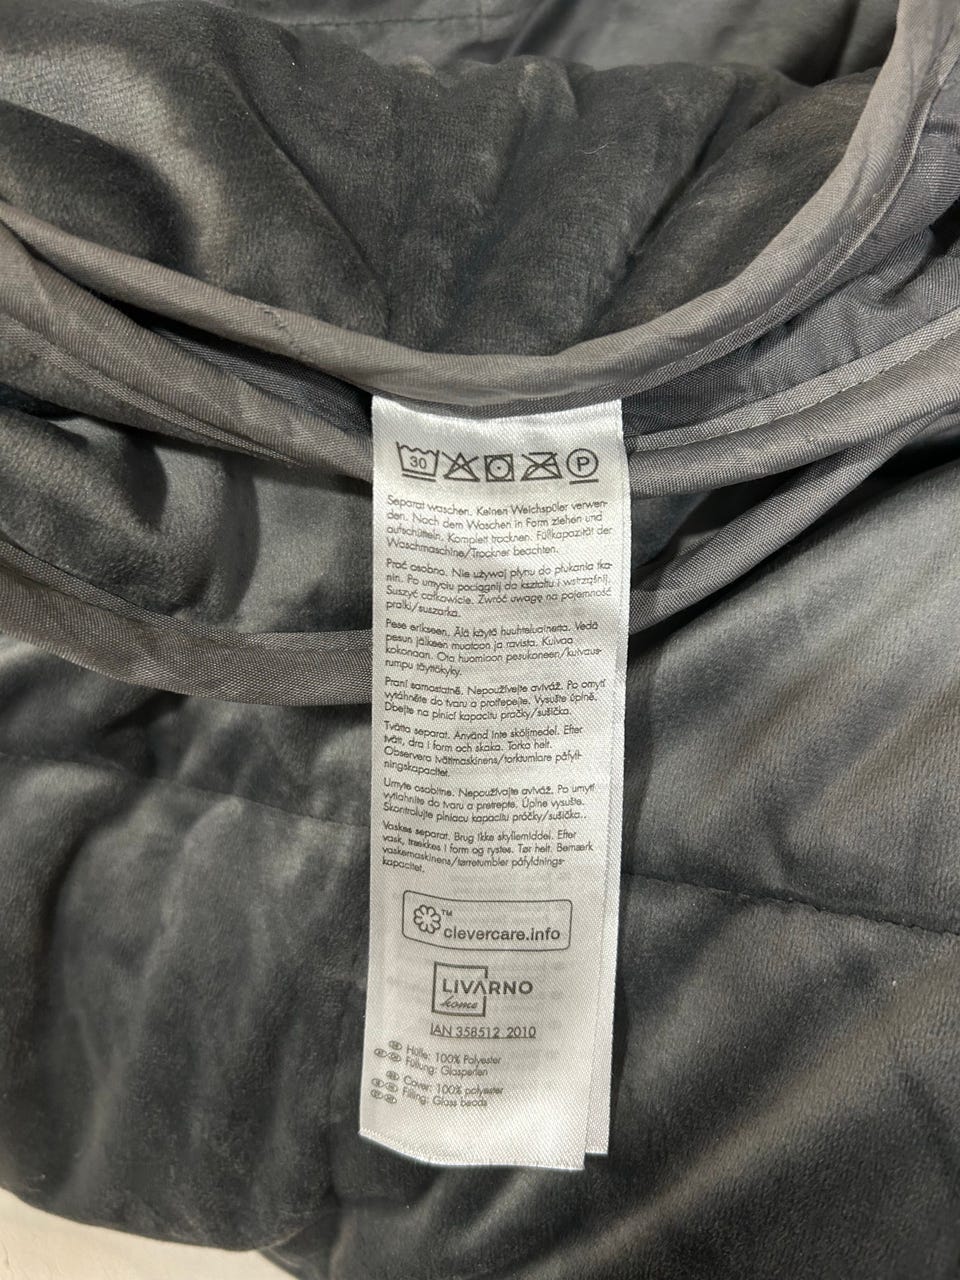 30 P
Separat waschen. Keinen Weichspüler verwen-
den. Nach dem Waschen in Form ziehen und
aufschütteln. Komplett trocknen. Füllkapazität der
Waschmaschine/Trockner beachten.
Prać osobno. Nie używaj płynu do płukania tka-
nin. Po umyciu pociągnij do kształtu i wstrząśnij.
Suszyć całkowicie. Zwróć uwagę na pojemność
pralki/suszarka.
Pese erikseen. Älä käytä huuhteluainetta. Vedä
pesun jälkeen muotoon ja ravista. Kuivaa
kokonaan. Ota huomioon pesukoneen/kuivaus-
rumpu täyttökyky.
Praní samostatně. Nepoužívejte aviváž. Po omytí
vytáhněte do tvaru a protřepejte. Vysušte úplně.
Dbejte na plnicí kapacitu pračky/sušička.
Tvätta separat. Använd inte sköljmedel. Efter
tvätt, dra i form och skaka. Torka helt.
Observera tvättmaskinens/torktumlare påfyll-
ningskapacitet.
Umyte osobitne. Nepoužívajte aviváž. Po umytí
vytiahnite do tvaru a pretrepte. Úplne vysušte.
Skontrolujte plniacu kapacitu práčky/sušička..
Vaskes separat. Brug ikke skyllemiddel. Efter
vask, trækkes i form og rystes. Tør helt. Bemærk
vaskemaskinens/tørretumbler påfyldnings-
kapacitet.
™
clevercare.info
LIVARNO
home
IAN 358512_2010
Hülle: 100% Polyester
Füllung: Glasperlen
Cover: 100% polyester
Filling: Glass beads